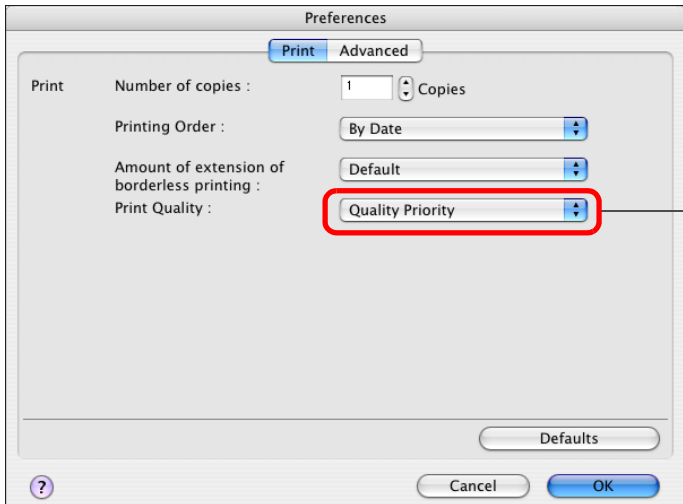 Preferences
Print Advanced
Print Number of copies : 1 Copies
Printing Order : By Date
Amount of extension of Default
borderless printing :
Print Quality : Quality Priority
Defaults
? Cancel OK